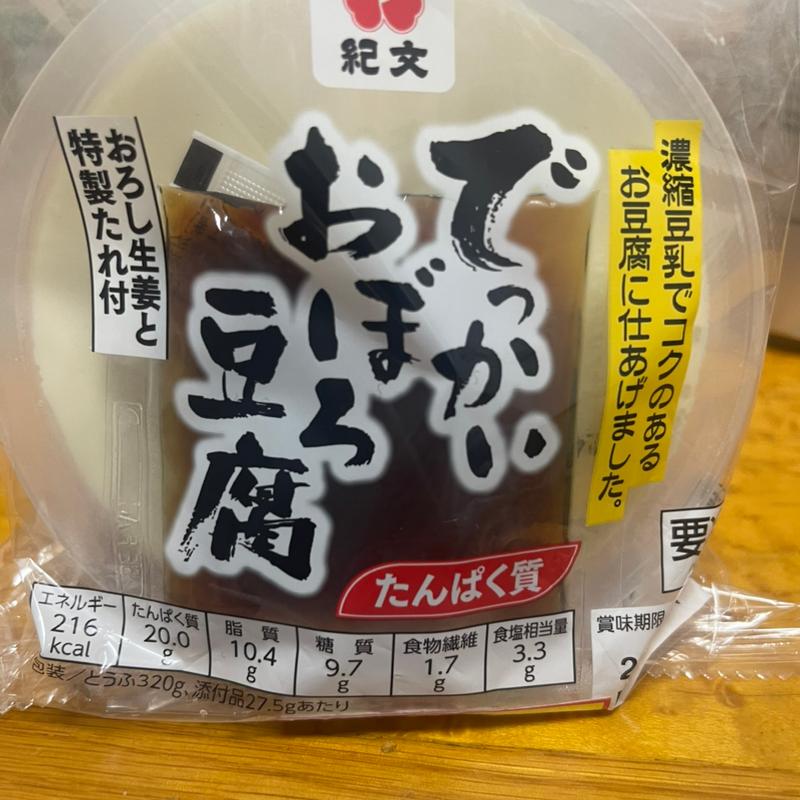 紀文
でっかい
おぼろ
豆腐
濃縮豆乳でコクのある
お豆腐に仕あげました。
おろし生姜と
特製たれ付
たんぱく質
エネルギー
216
kcal
たんぱく質
20.0
g
脂質
10.4
g
糖質
9.7
g
食物繊維
1.7
g
食塩相当量
3.3
g
包装/とうふ320g、添付品27.5gあたり
賞味期限
2
要